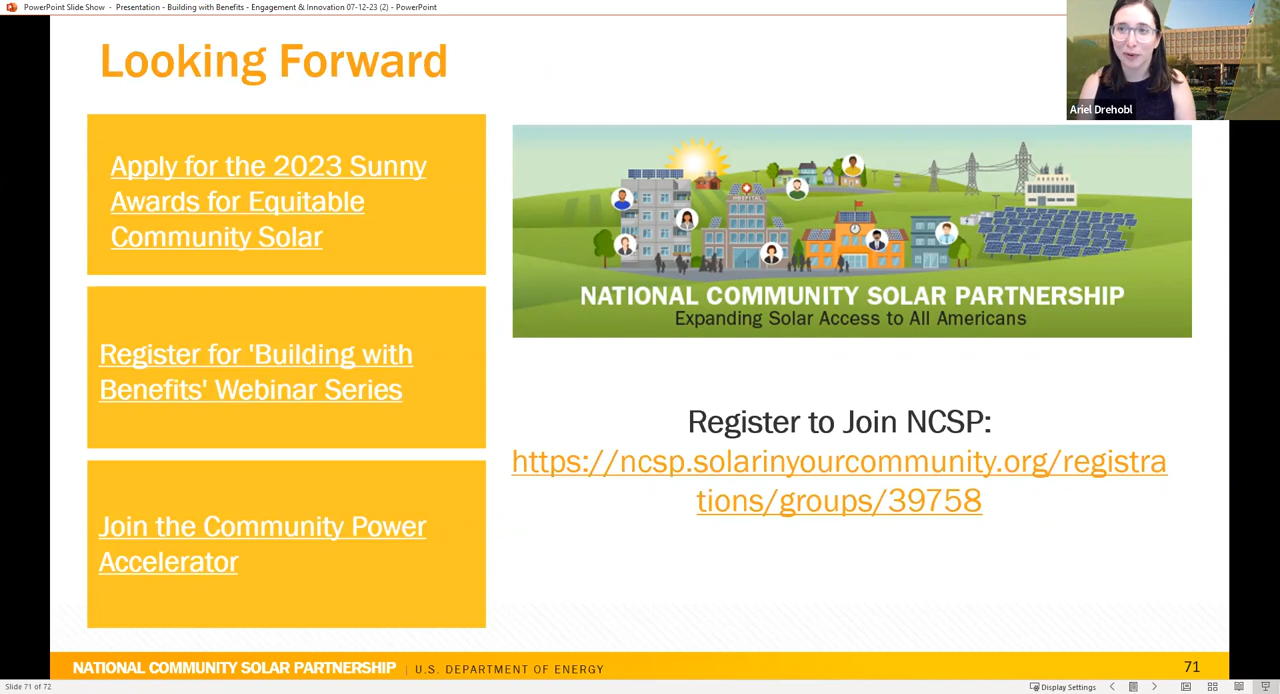 PowerPoint Slide Show - Presentation - Building with Benefits - Engagement & Innovation 07-12-23 (2) - PowerPoint
Looking Forward
Ariel Drehobl
Apply for the 2023 Sunny
Awards for Equitable
Community Solar
Register for 'Building with
Benefits' Webinar Series
Join the Community Power
Accelerator
HOSPITAL
NATIONAL COMMUNITY SOLAR PARTNERSHIP
Expanding Solar Access to All Americans
Register to Join NCSP:
https://ncsp.solarinyourcommunity.org/registra
tions/groups/39758
NATIONAL COMMUNITY SOLAR PARTNERSHIP | U.S. DEPARTMENT OF ENERGY
71
Slide 71 of 72
Display Settings